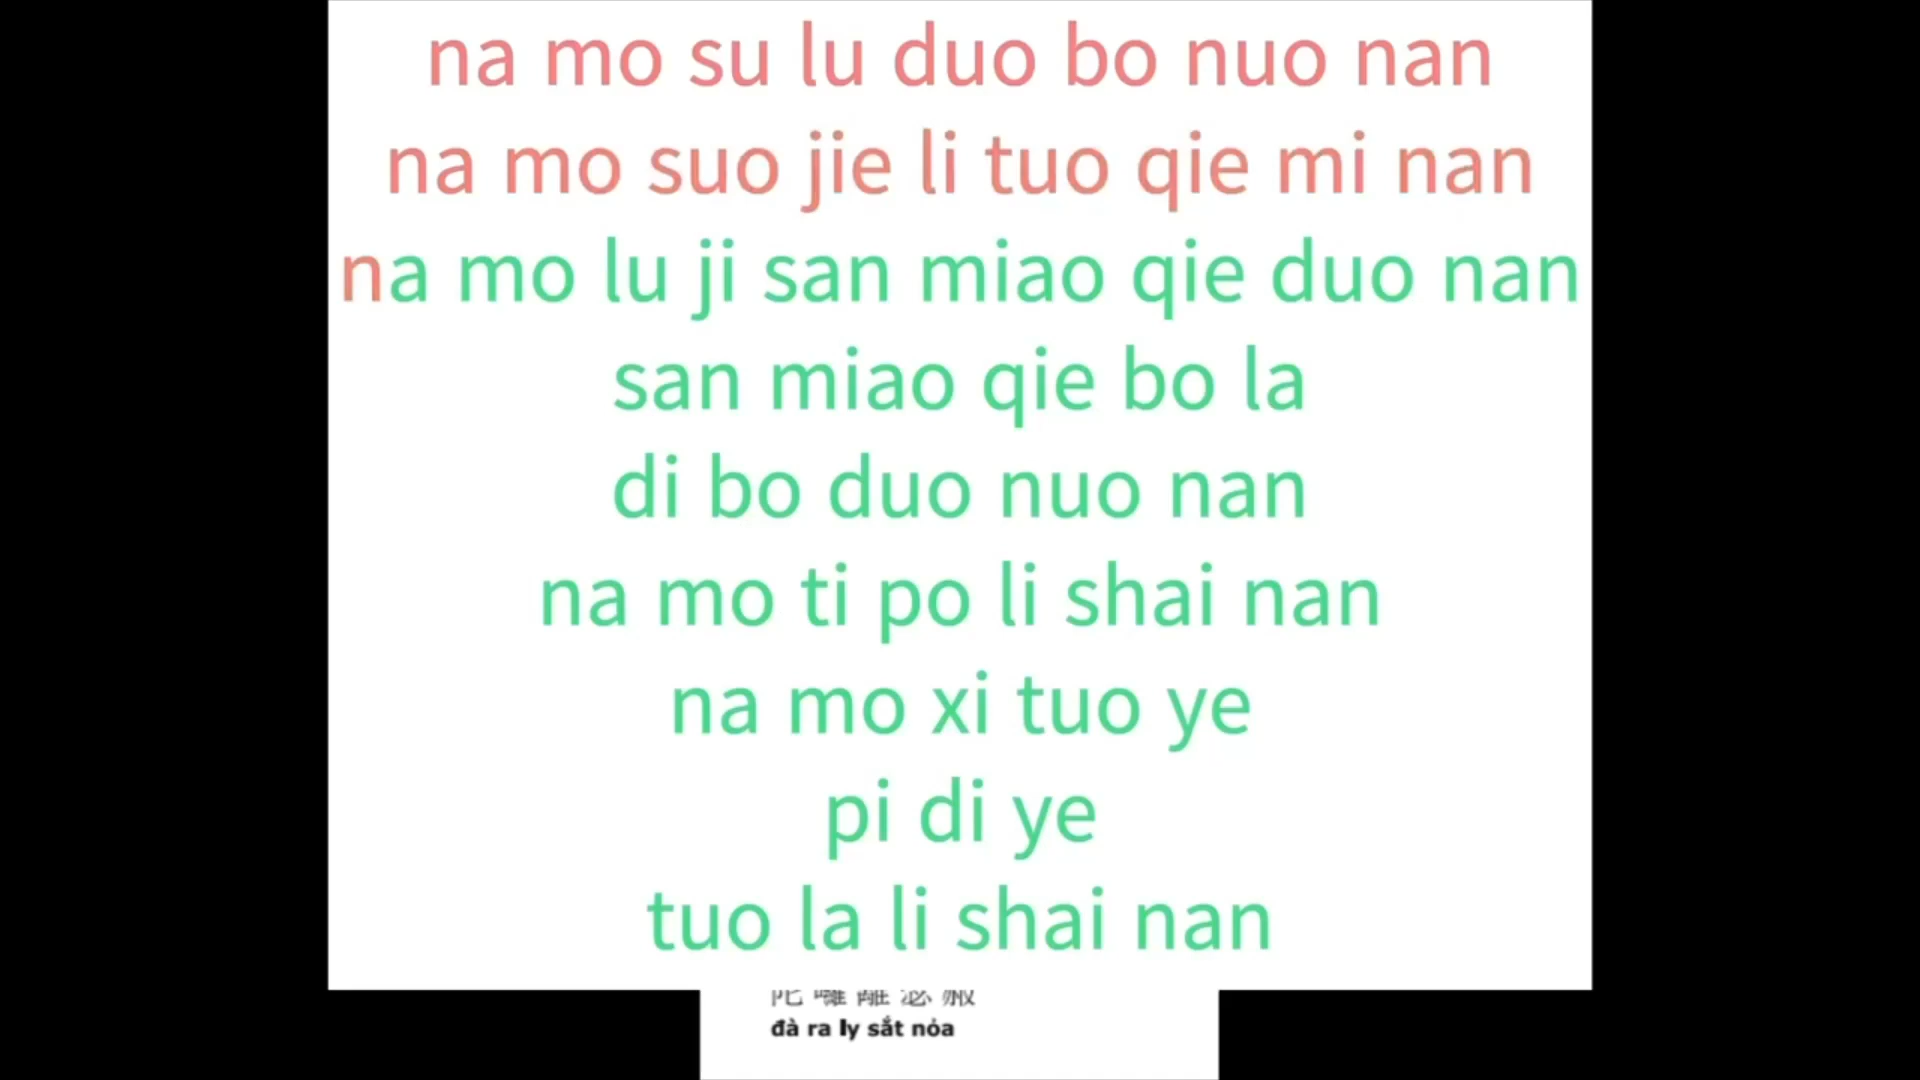 na mo su lu duo bo nuo nan
na mo suo jie li tuo qie mi nan
na mo lu ji san miao qie duo nan
san miao qie bo la
di bo duo nuo nan
na mo ti po li shai nan
na mo xi tuo ye
pi di ye
tuo la li shai nan
đà ra ly sắt nỏa